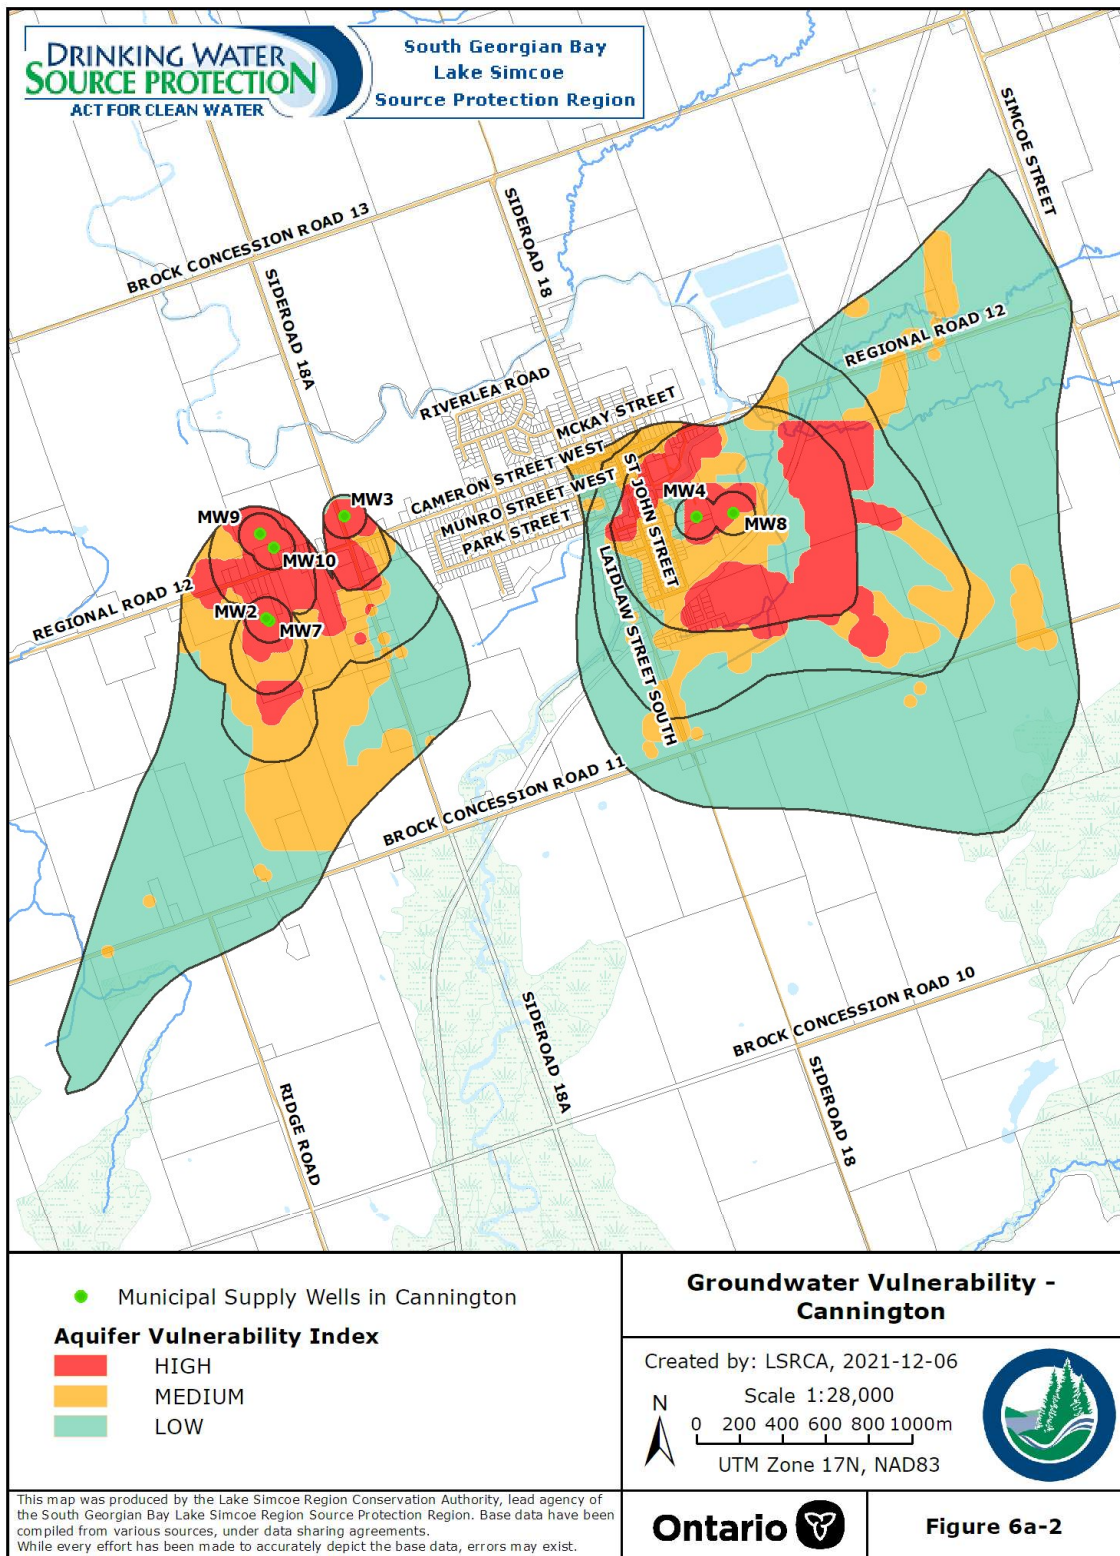 DRINKING WATER
SOURCE PROTECTION
ACT FOR CLEAN WATER
South Georgian Bay
Lake Simcoe
Source Protection Region
SIMCOE STREET
BROCK CONCESSION ROAD 13
SIDEROAD 18
SIDEROAD 18A
REGIONAL ROAD 12
RIVERLEA ROAD
MCKAY STREET
CAMERON STREET WEST
MUNRO STREET WEST
PARK STREET
ST JOHN STREET
LAIDLAW STREET SOUTH
MW4
MW8
MW3
MW9
MW10
MW2
MW7
REGIONAL ROAD 12
BROCK CONCESSION ROAD 11
BROCK CONCESSION ROAD 10
SIDEROAD 18A
SIDEROAD 18
RIDGE ROAD
Municipal Supply Wells in Cannington
Aquifer Vulnerability Index
HIGH
MEDIUM
LOW
Groundwater Vulnerability -
Cannington
Created by: LSRCA, 2021-12-06
Scale 1:28,000
N
0 200 400 600 800 1000m
UTM Zone 17N, NAD83
This map was produced by the Lake Simcoe Region Conservation Authority, lead agency of
the South Georgian Bay Lake Simcoe Region Source Protection Region. Base data have been
compiled from various sources, under data sharing agreements.
While every effort has been made to accurately depict the base data, errors may exist.
Ontario
Figure 6a-2